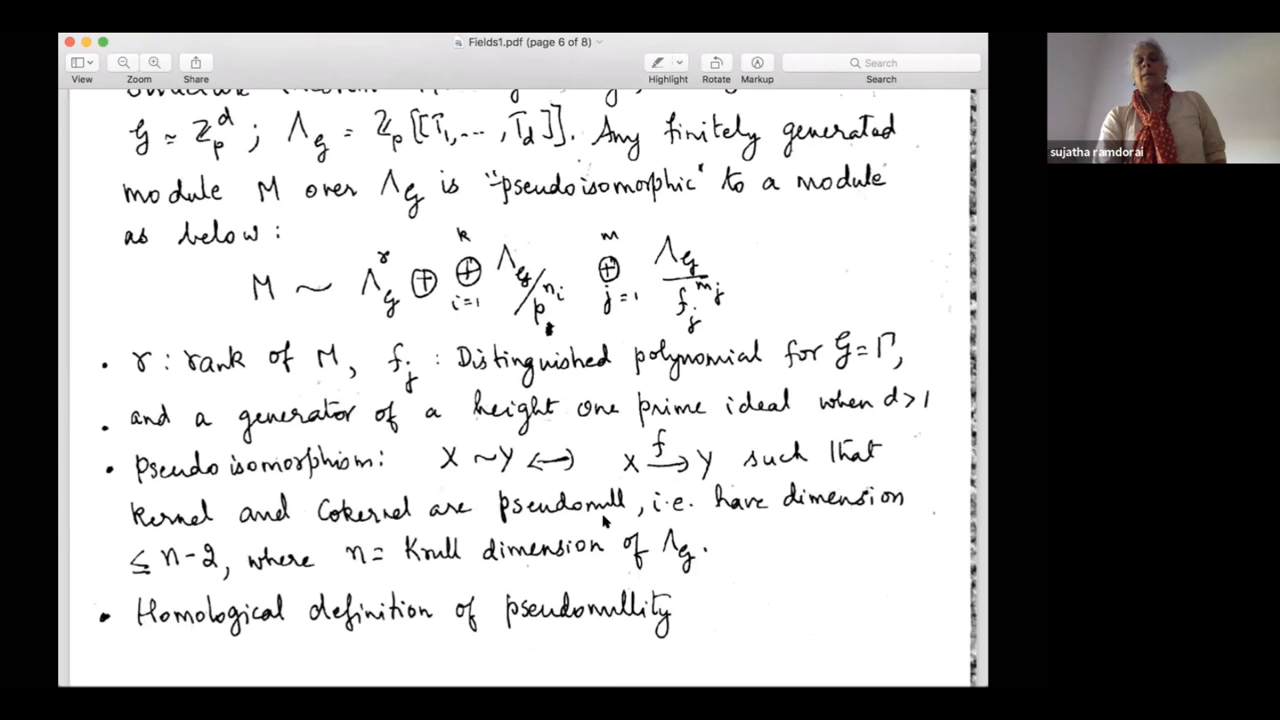 Fields1.pdf (page 6 of 8)
View Zoom Share Highlight Rotate Markup Search
Search
sujatha ramdorai
G ≃ Z_p^d ; Λ_G = Z_p[[T_1,..., T_d]]. Any finitely generated
module M over Λ_G is "pseudoisomorphic" to a module
as below:
M ~ Λ_G^r ⊕ ⊕_{i=1}^{k} Λ_G/p^{n_i} ⊕_{j=1}^{m} Λ_G/f_j^{m_j}
• r : rank of M, f_j : Distinguished polynomial for G = Γ,
• and a generator of a height one prime ideal when d>1
• Pseudoisomorphism: X ~ Y ⟷ X →^f Y such that
Kernel and Cokernel are pseudonull, i.e. have dimension
≤ n-2, where n = Krull dimension of Λ_G.
• Homological definition of pseudonullity